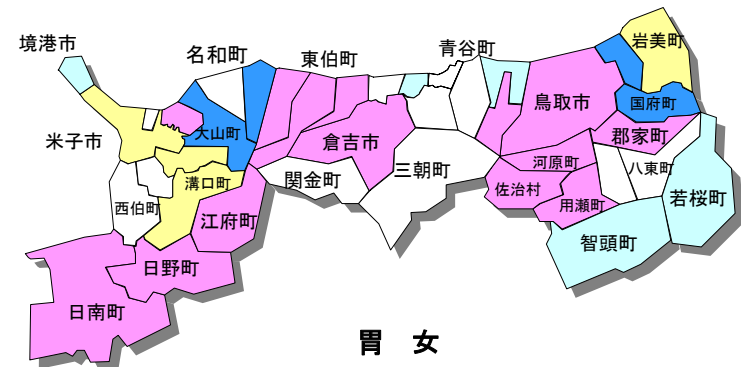 岩美町
境港市
青谷町
名和町
東伯町
鳥取市
国府町
大山町
米子市
倉吉市
郡家町
河原町
三朝町
八東町
関金町
溝口町
佐治村
若桜町
西伯町
用瀬町
江府町
智頭町
日野町
日南町
胃 女